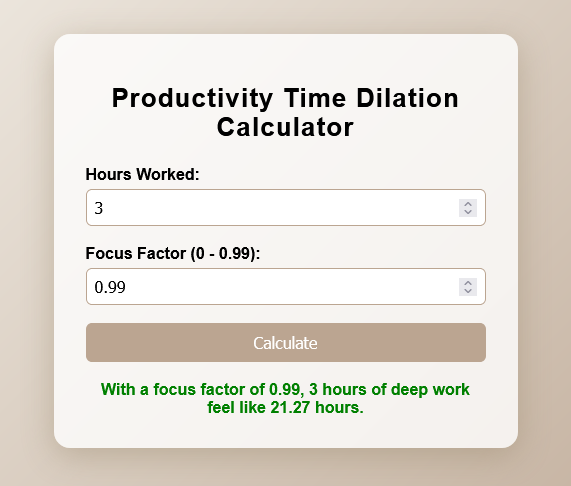 Productivity Time Dilation
Calculator
Hours Worked:
3
Focus Factor (0 - 0.99):
0.99
Calculate
With a focus factor of 0.99, 3 hours of deep work
feel like 21.27 hours.